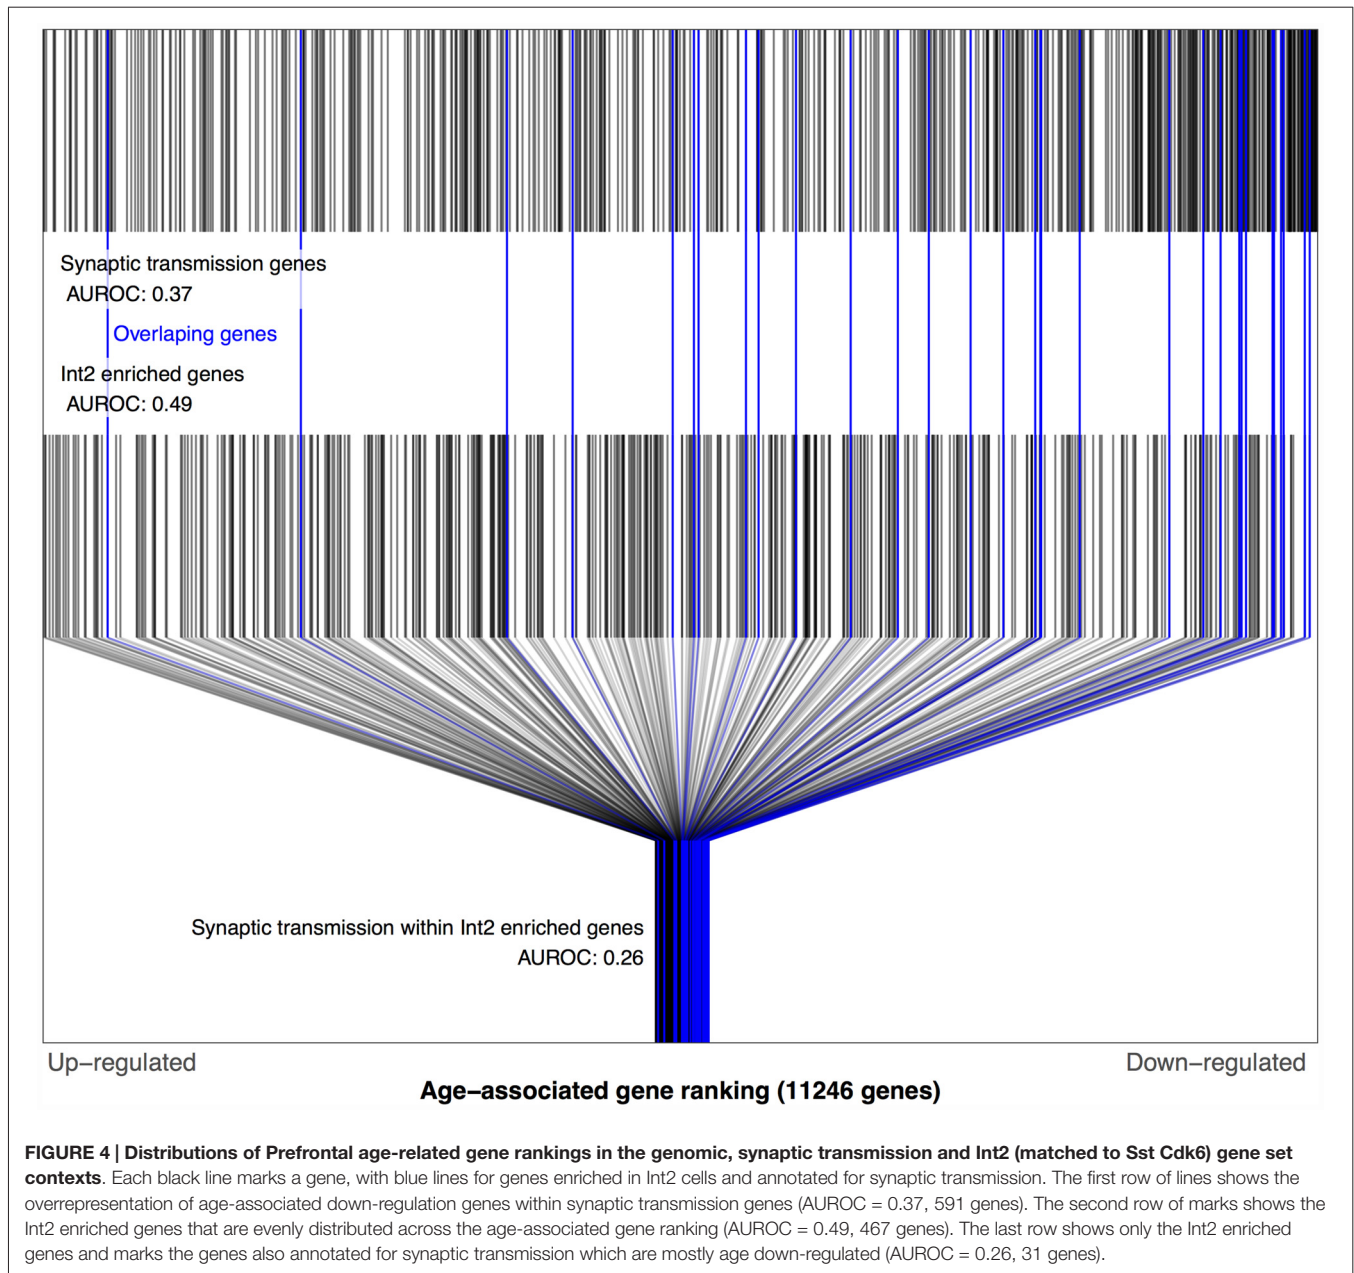 Synaptic transmission genes
AUROC: 0.37
Overlaping genes
Int2 enriched genes
AUROC: 0.49
Synaptic transmission within Int2 enriched genes
AUROC: 0.26
Up−regulated
Down−regulated
Age−associated gene ranking (11246 genes)
FIGURE 4 | Distributions of Prefrontal age-related gene rankings in the genomic, synaptic transmission and Int2 (matched to Sst Cdk6) gene set
contexts. Each black line marks a gene, with blue lines for genes enriched in Int2 cells and annotated for synaptic transmission. The first row of lines shows the
overrepresentation of age-associated down-regulation genes within synaptic transmission genes (AUROC = 0.37, 591 genes). The second row of marks shows the
Int2 enriched genes that are evenly distributed across the age-associated gene ranking (AUROC = 0.49, 467 genes). The last row shows only the Int2 enriched
genes and marks the genes also annotated for synaptic transmission which are mostly age down-regulated (AUROC = 0.26, 31 genes).